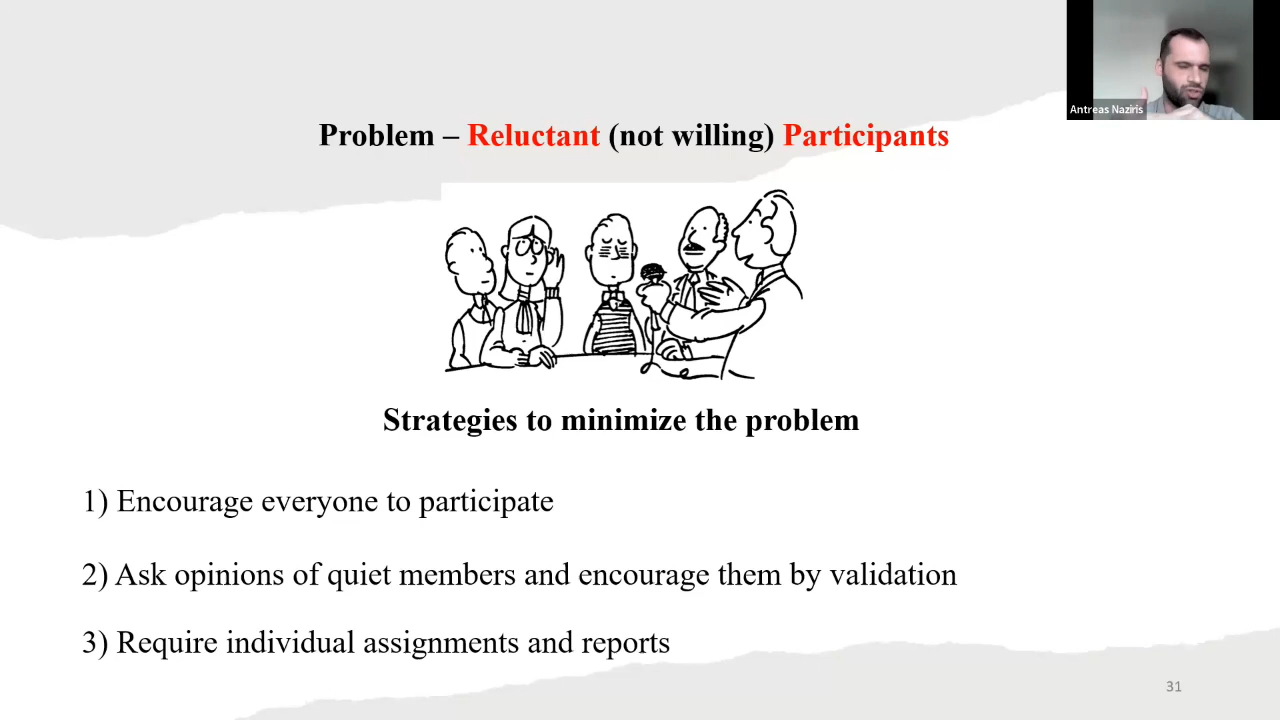 Antreas Naziris
Problem – Reluctant (not willing) Participants
Strategies to minimize the problem
1) Encourage everyone to participate
2) Ask opinions of quiet members and encourage them by validation
3) Require individual assignments and reports
31